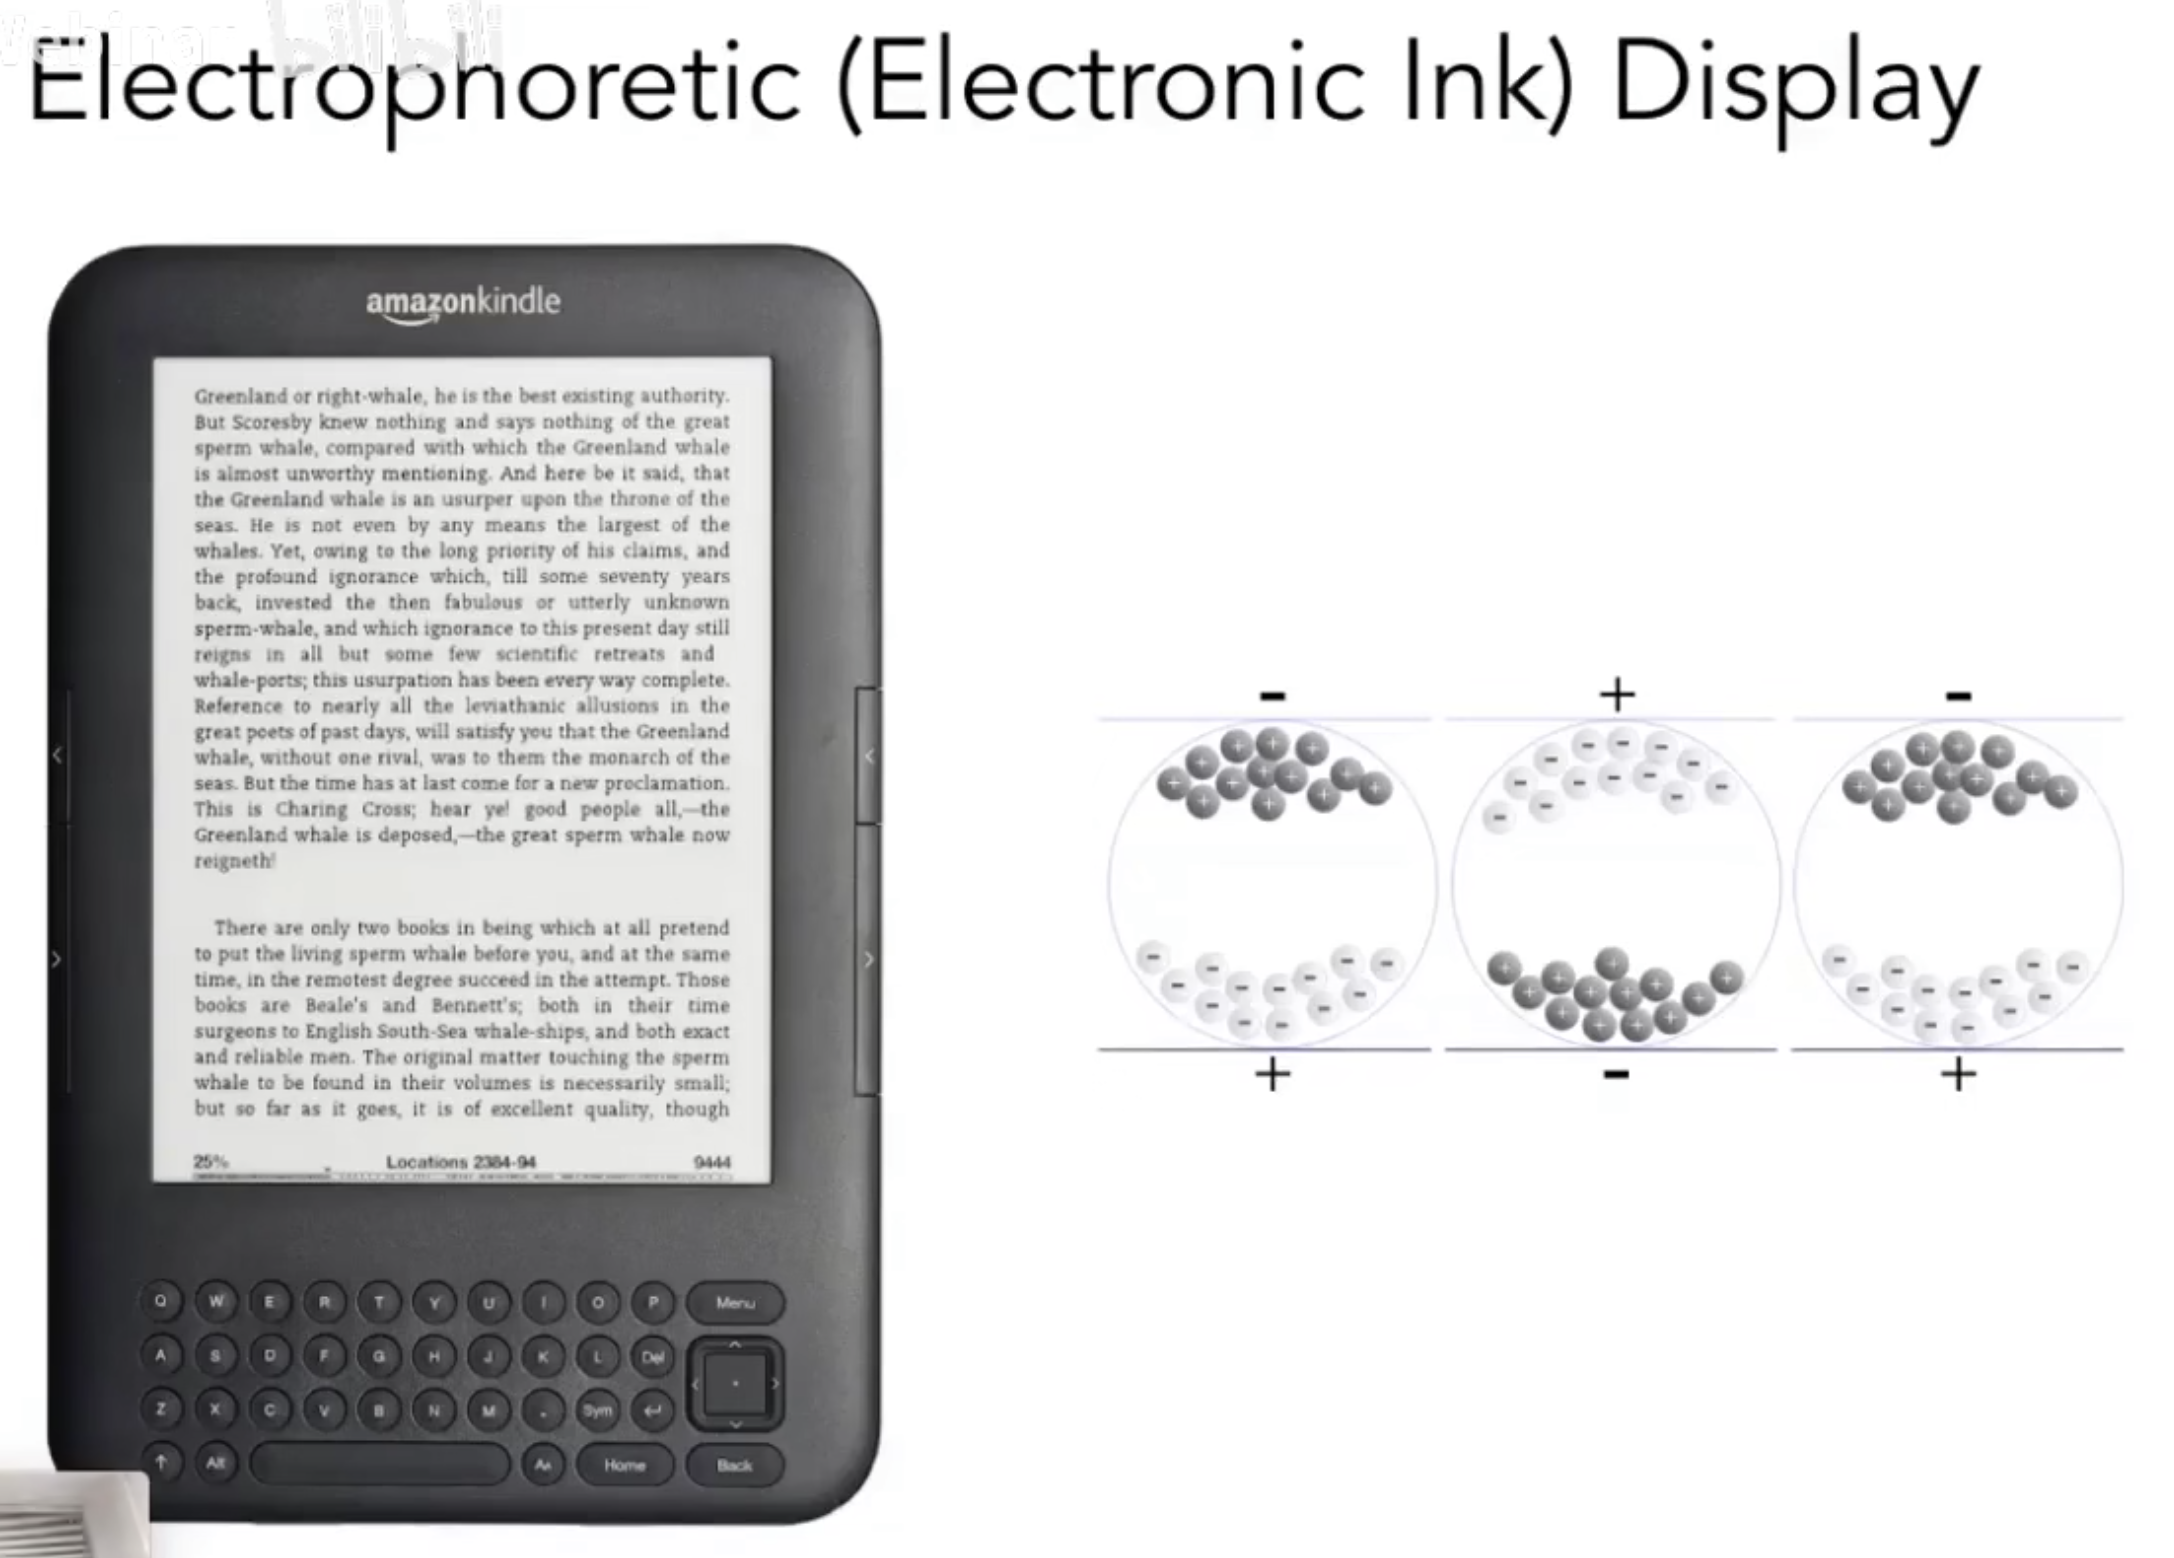 Webinar bilibili
Electrophoretic (Electronic Ink) Display
amazonkindle
Greenland or right-whale, he is the best existing authority.
But Scoresby knew nothing and says nothing of the great
sperm whale, compared with which the Greenland whale
is almost unworthy mentioning. And here be it said, that
the Greenland whale is an usurper upon the throne of the
seas. He is not even by any means the largest of the
whales. Yet, owing to the long priority of his claims, and
the profound ignorance which, till some seventy years
back, invested the then fabulous or utterly unknown
sperm-whale, and which ignorance to this present day still
reigns in all but some few scientific retreats and
whale-ports; this usurpation has been every way complete.
Reference to nearly all the leviathanic allusions in the
great poets of past days, will satisfy you that the Greenland
whale, without one rival, was to them the monarch of the
seas. But the time has at last come for a new proclamation.
This is Charing Cross; hear ye! good people all,—the
Greenland whale is deposed,—the great sperm whale now
reigneth!
There are only two books in being which at all pretend
to put the living sperm whale before you, and at the same
time, in the remotest degree succeed in the attempt. Those
books are Beale's and Bennett's; both in their time
surgeons to English South-Sea whale-ships, and both exact
and reliable men. The original matter touching the sperm
whale to be found in their volumes is necessarily small;
but so far as it goes, it is of excellent quality, though
25% Locations 2384-94 9444
Q W E R T Y U I O P Menu
A S D F G H J K L Del
Z X C V B N M . Sym
Alt Aa Home Back
- + -
+ - +